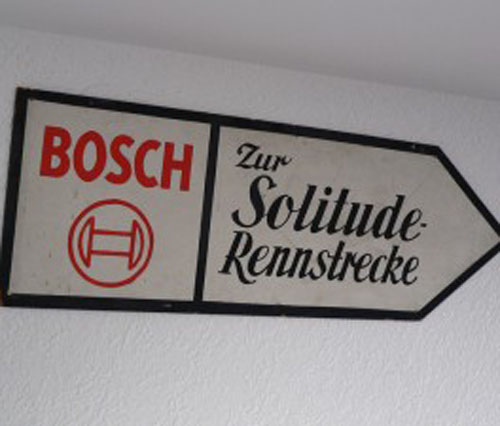 BOSCH
Zur
Solitude-
Rennstrecke